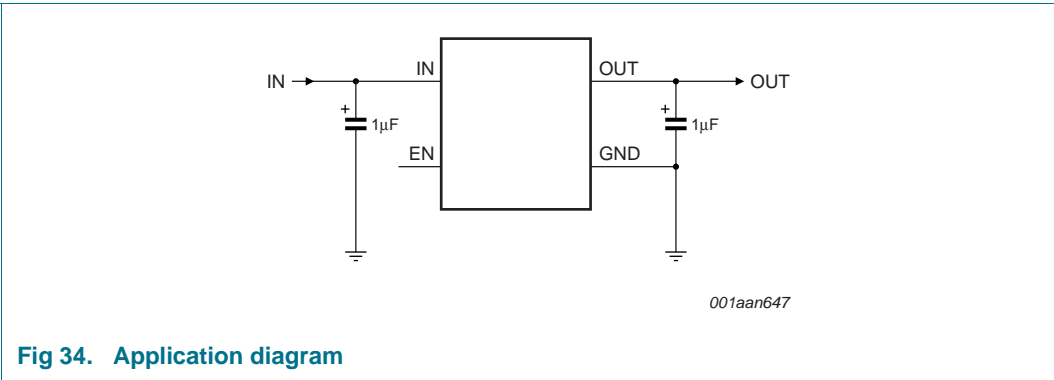 IN
IN
OUT
OUT
+
1μF
+
1μF
EN
GND
001aan647
Fig 34. Application diagram